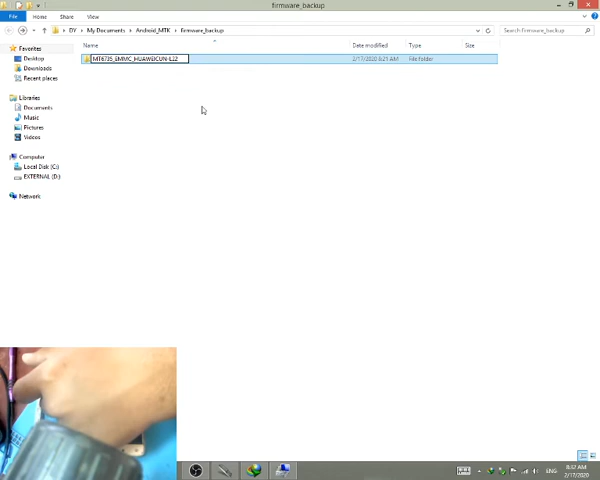 firmware_backup
File
Home
Share
View
DY ▸ My Documents ▸ Android_MTK ▸ firmware_backup
Search firmware_backup
Favorites
Desktop
Downloads
Recent places
Libraries
Documents
Music
Pictures
Videos
Computer
Local Disk (C:)
EXTERNAL (D:)
Network
Name
Date modified
Type
Size
MT6735_EMMC_HUAWEICUN-L22
2/17/2020 8:21 AM
File folder
ENG
8:32 AM
2/17/2020